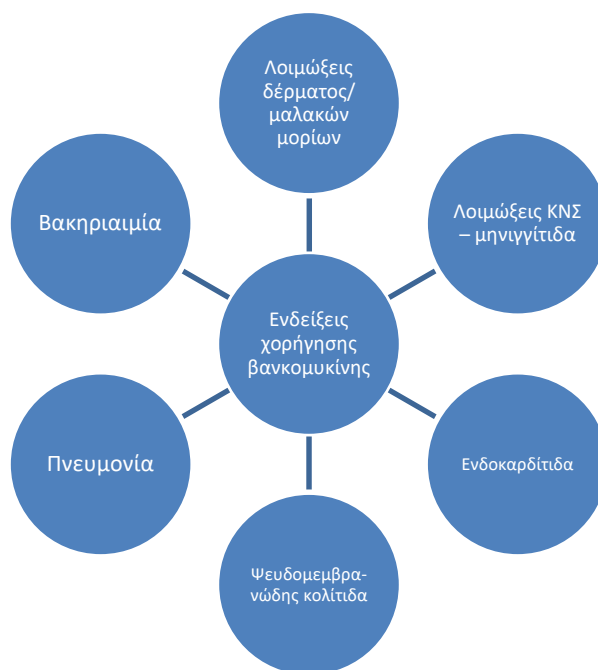 Λοιμώξεις
δέρματος/
μαλακών
μορίων
Λοιμώξεις ΚΝΣ
– μηνιγγίτιδα
Ενδοκαρδίτιδα
Ψευδομεμβρα-
νώδης κολίτιδα
Πνευμονία
Βακηριαιμία
Ενδείξεις
χορήγησης
βανκομυκίνης